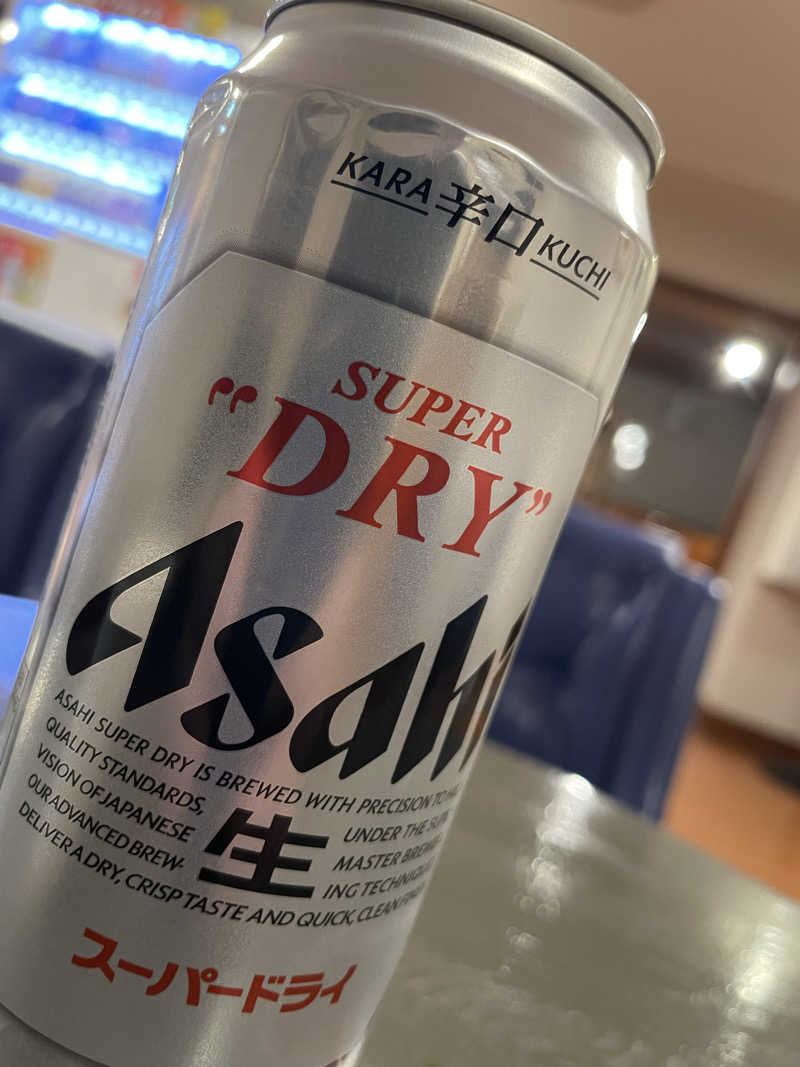 KARA 辛口 KUCHI
SUPER
"DRY"
Asahi
ASAHI SUPER DRY IS BREWED WITH PRECISION TO
QUALITY STANDARDS, UNDER THE
VISION OF JAPANESE MASTER
OUR ADVANCED BREW- ING
DELIVER A DRY, CRISP TASTE AND QUICK, CLEAN
生
スーパードライ